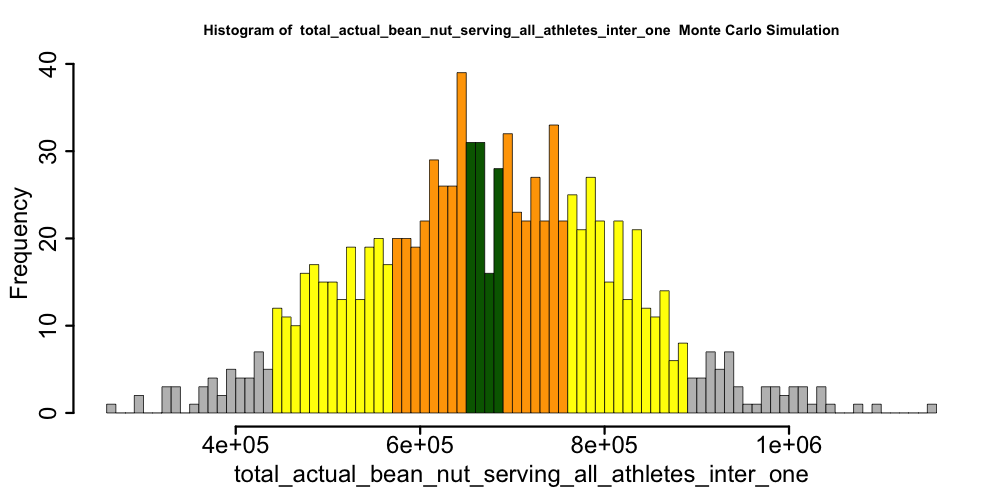 Histogram of total_actual_bean_nut_serving_all_athletes_inter_one Monte Carlo Simulation
Frequency
40
30
20
10
0
4e+05 6e+05 8e+05 1e+06
total_actual_bean_nut_serving_all_athletes_inter_one